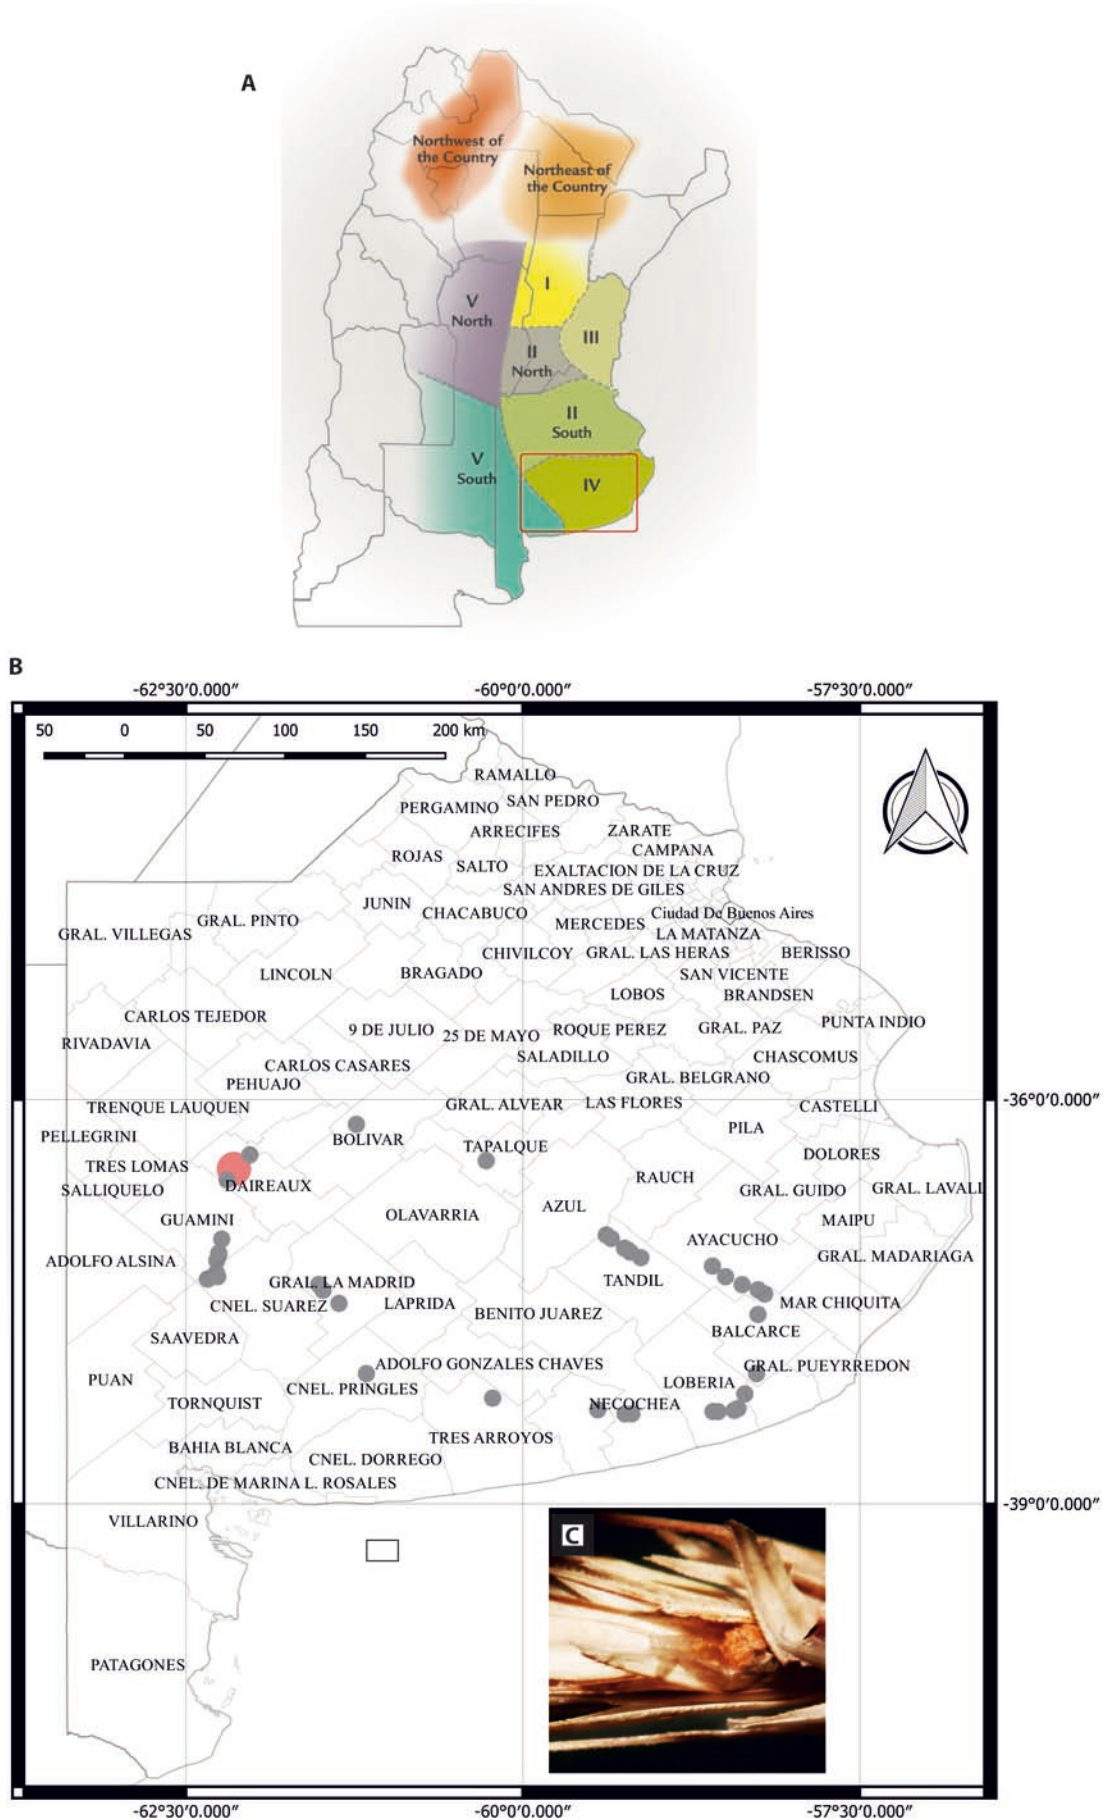 A
Northwest of
the Country
Northeast of
the Country
I
V
North
III
II
North
II
South
V
South
IV
B
-62°30′0.000″ -60°0′0.000″ -57°30′0.000″
50 0 50 100 150 200 km
RAMALLO
PERGAMINO SAN PEDRO
ARRECIFES ZARATE
CAMPANA
ROJAS SALTO EXALTACION DE LA CRUZ
SAN ANDRES DE GILES
JUNIN CHACABUCO Ciudad De Buenos Aires
GRAL. PINTO MERCEDES
GRAL. VILLEGAS LA MATANZA
CHIVILCOY GRAL. LAS HERAS BERISSO
LINCOLN BRAGADO SAN VICENTE
LOBOS BRANDSEN
CARLOS TEJEDOR PUNTA INDIO
9 DE JULIO 25 DE MAYO ROQUE PEREZ GRAL. PAZ
RIVADAVIA SALADILLO CHASCOMUS
CARLOS CASARES
PEHUAJO GRAL. BELGRANO
TRENQUE LAUQUEN GRAL. ALVEAR LAS FLORES CASTELLI
-36°0′0.000″
PELLEGRINI BOLIVAR TAPALQUE PILA
TRES LOMAS DOLORES
SALLIQUELO DAIREAUX RAUCH GRAL. GUIDO GRAL. LAVALL
GUAMINI OLAVARRIA AZUL MAIPU
ADOLFO ALSINA AYACUCHO GRAL. MADARIAGA
GRAL. LA MADRID TANDIL
CNEL. SUAREZ LAPRIDA BENITO JUAREZ MAR CHIQUITA
SAAVEDRA BALCARCE
ADOLFO GONZALES CHAVES GRAL. PUEYRREDON
PUAN CNEL. PRINGLES LOBERIA
TORNQUIST NECOCHEA
BAHIA BLANCA TRES ARROYOS
CNEL. DORREGO
CNEL. DE MARINA L. ROSALES
-39°0′0.000″
VILLARINO
C
PATAGONES
-62°30′0.000″ -60°0′0.000″ -57°30′0.000″